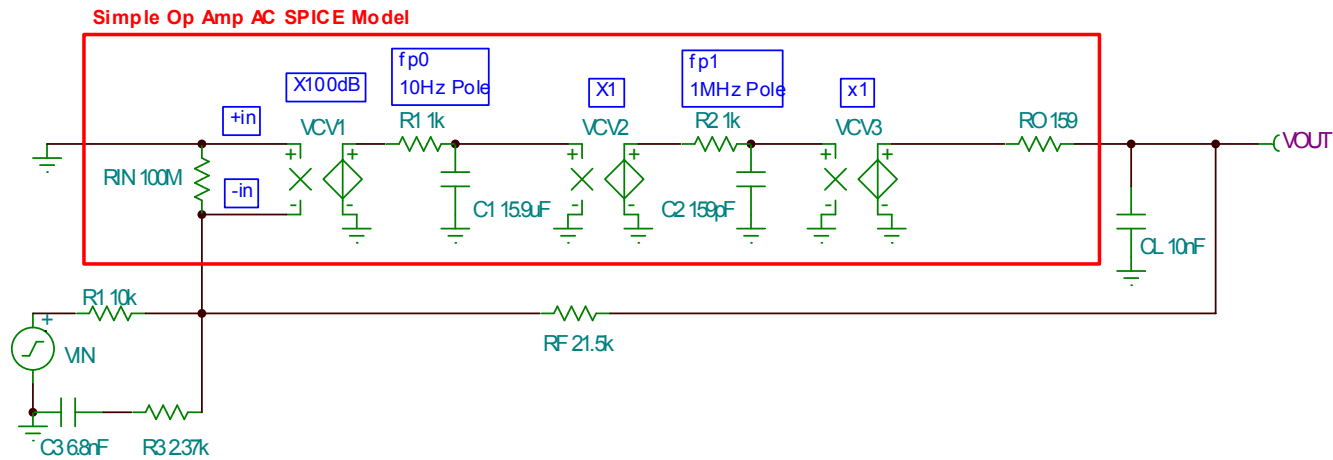 Simple Op Amp AC SPICE Model
fp0
10Hz Pole
fp1
1MHz Pole
X100dB
X1
x1
+in
VCV1
R1 1k
VCV2
R2 1k
VCV3
RO 159
VOUT
+
+
+
+
+
+
RIN 100M
-in
-
-
-
-
-
-
C1 15.9uF
C2 159pF
CL 10nF
R1 10k
+
VIN
RF 21.5k
C3 6.8nF
R3 2.37k